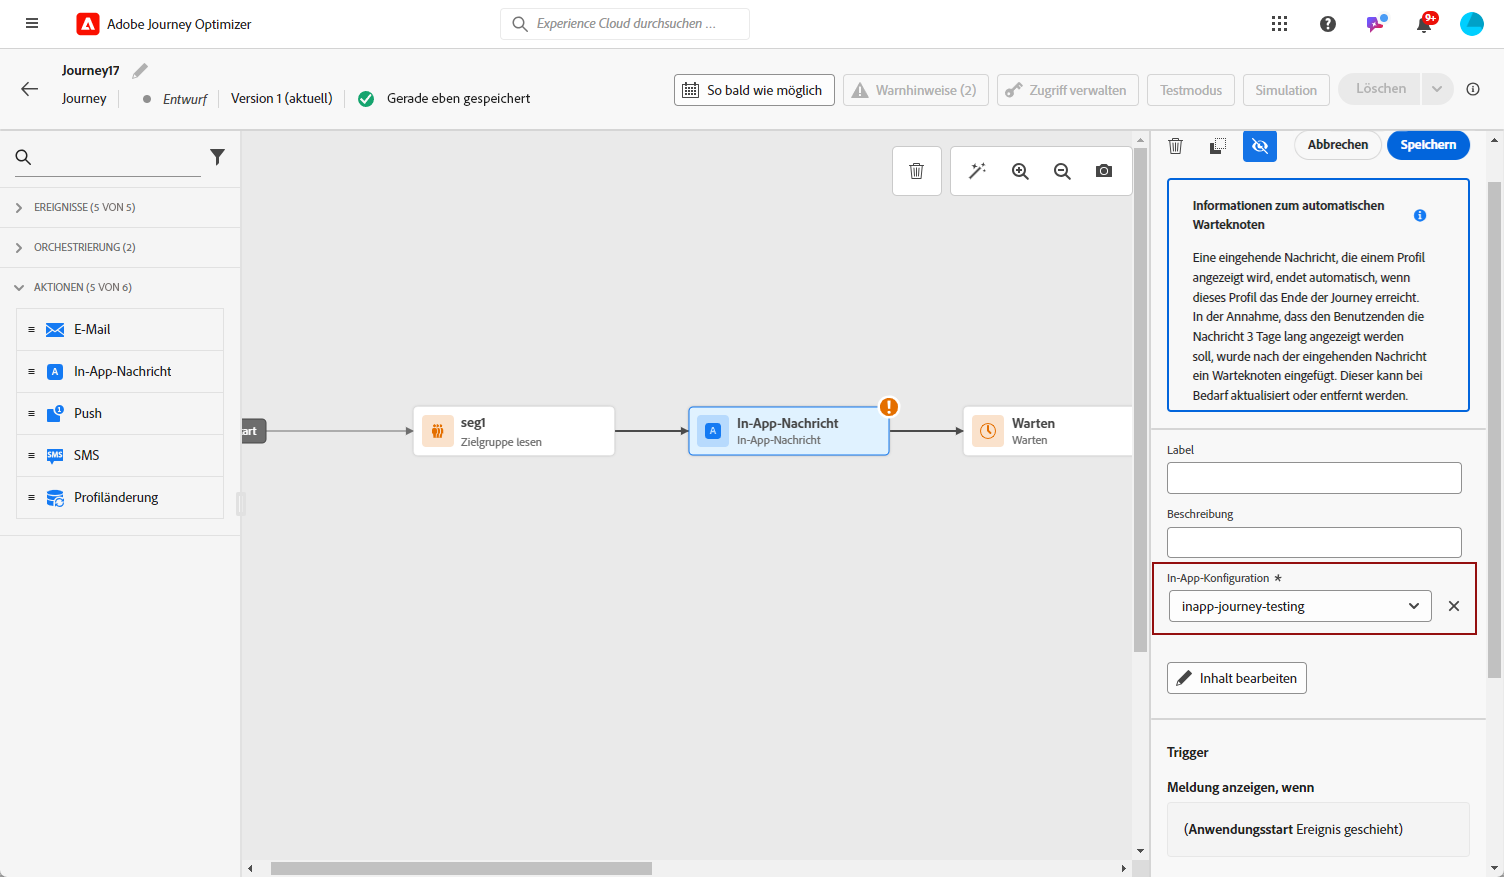 Adobe Journey Optimizer
Experience Cloud durchsuchen ...
9+
Journey17
Journey
Entwurf
Version 1 (aktuell)
Gerade eben gespeichert
So bald wie möglich
Warnhinweise (2)
Zugriff verwalten
Testmodus
Simulation
Löschen
EREIGNISSE (5 VON 5)
ORCHESTRIERUNG (2)
AKTIONEN (5 VON 6)
E-Mail
A
In-App-Nachricht
1
Push
SMS
SMS
Profiländerung
art
seg1
Zielgruppe lesen
A
In-App-Nachricht
In-App-Nachricht
Warten
Warten
Abbrechen
Speichern
Informationen zum automatischen
Warteknoten
Eine eingehende Nachricht, die einem Profil
angezeigt wird, endet automatisch, wenn
dieses Profil das Ende der Journey erreicht.
In der Annahme, dass den Benutzenden die
Nachricht 3 Tage lang angezeigt werden
soll, wurde nach der eingehenden Nachricht
ein Warteknoten eingefügt. Dieser kann bei
Bedarf aktualisiert oder entfernt werden.
Label
Beschreibung
In-App-Konfiguration *
inapp-journey-testing
Inhalt bearbeiten
Trigger
Meldung anzeigen, wenn
(Anwendungsstart Ereignis geschieht)